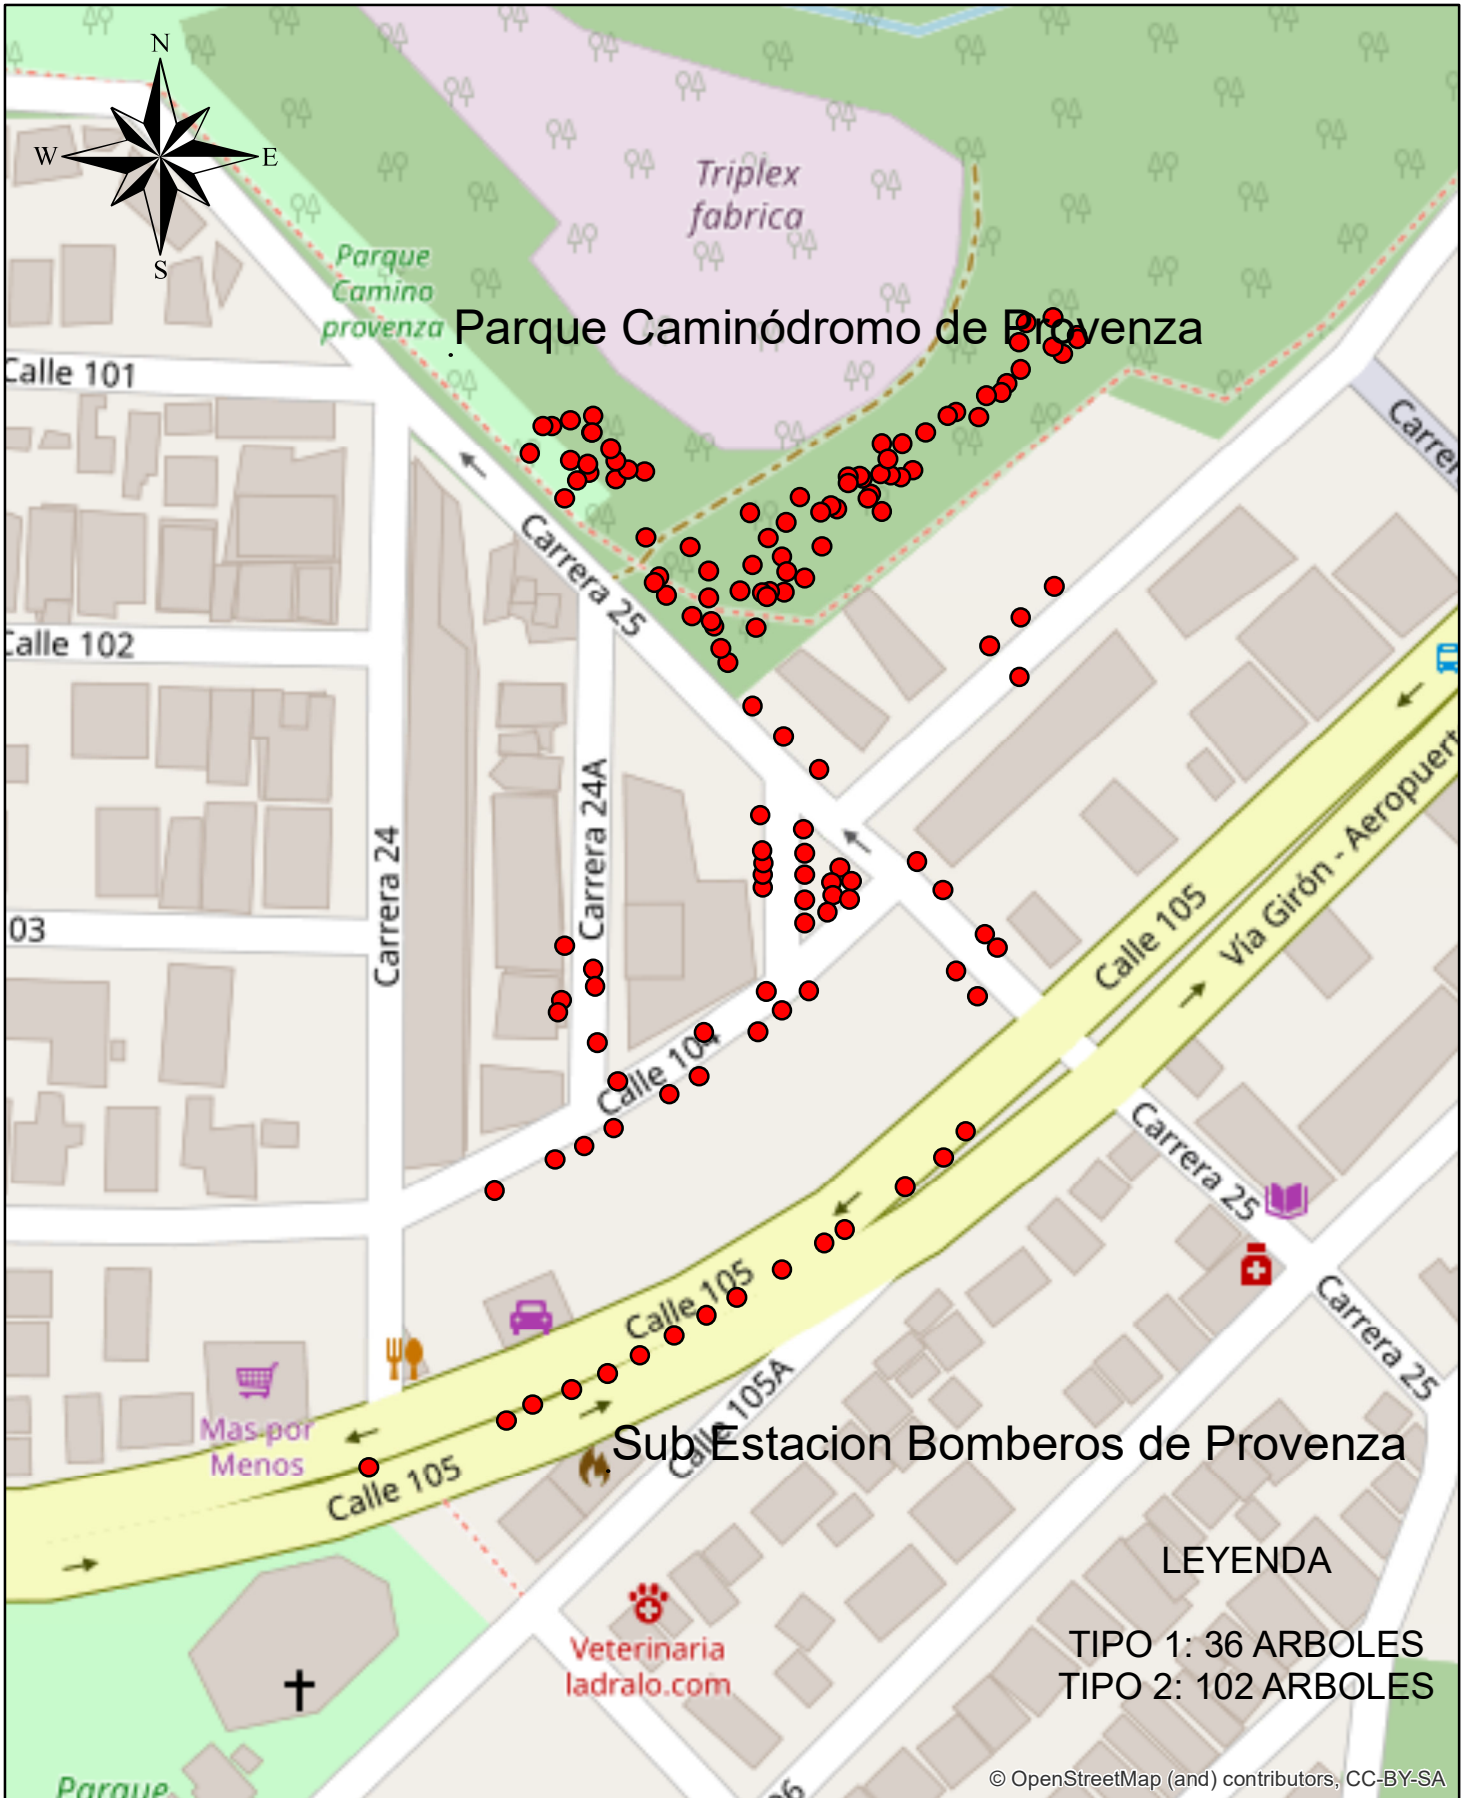 N
W
E
S
Triplex
fabrica
Parque
Camino
provenza
Parque Caminódromo de Provenza
Calle 101
Carrera 25
Calle 102
Carrera 24
Carrera 24A
03
Calle 104
Calle 105
Vía Girón - Aeropuert
Carrera 25
Carrera 25
Calle 105
Calle 105A
Mas por
Menos
Calle 105
Sub Estacion Bomberos de Provenza
Veterinaria
ladralo.com
LEYENDA
TIPO 1: 36 ARBOLES
TIPO 2: 102 ARBOLES
Parque
© OpenStreetMap (and) contributors, CC-BY-SA